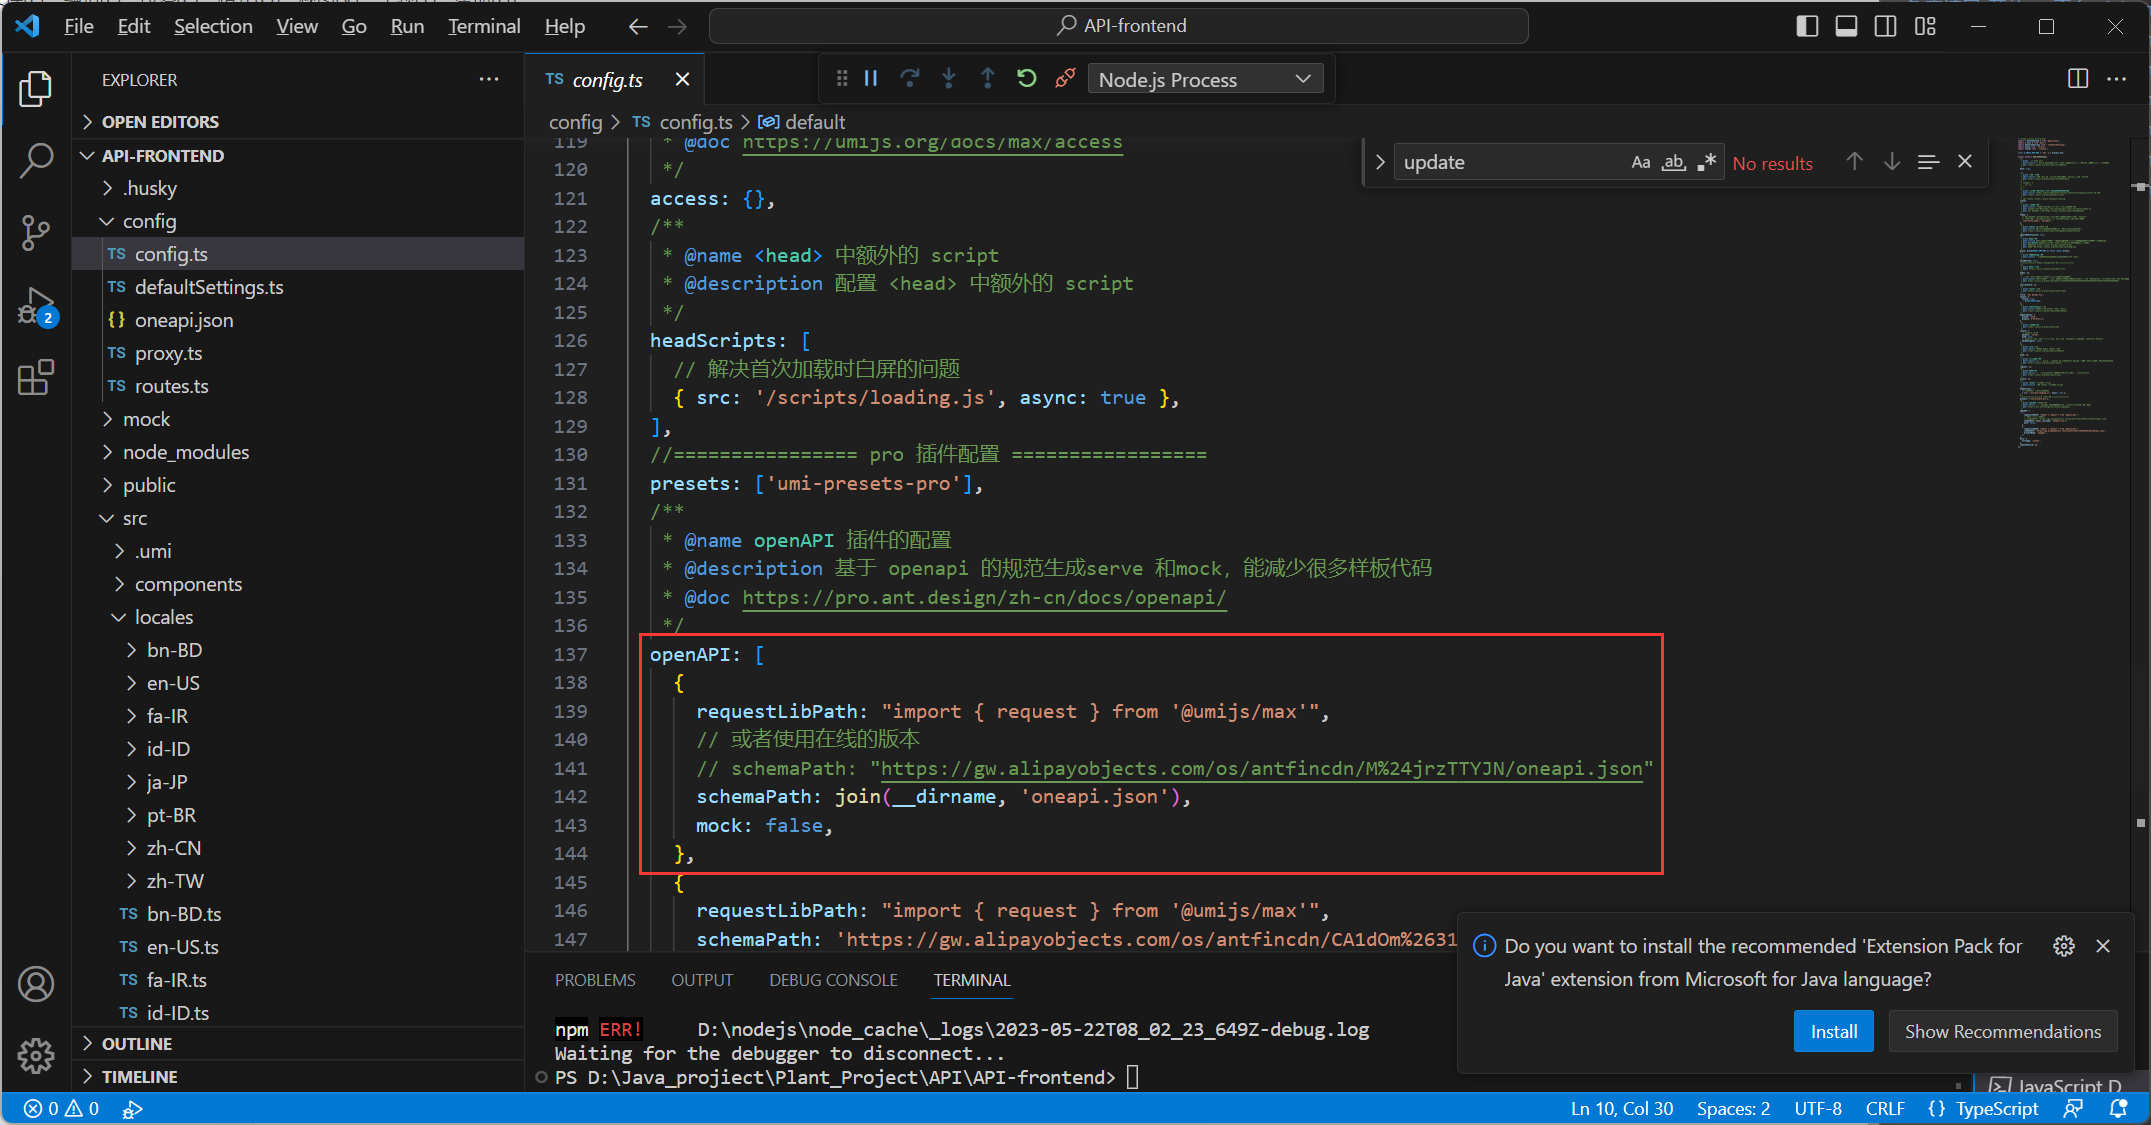 File Edit Selection View Go Run Terminal Help API-frontend
EXPLORER
OPEN EDITORS
API-FRONTEND
.husky
config
TS config.ts
TS defaultSettings.ts
{} oneapi.json
TS proxy.ts
TS routes.ts
mock
node_modules
public
src
.umi
components
locales
bn-BD
en-US
fa-IR
id-ID
ja-JP
pt-BR
zh-CN
zh-TW
TS bn-BD.ts
TS en-US.ts
TS fa-IR.ts
TS id-ID.ts
OUTLINE
TIMELINE
2
TS config.ts
Node.js Process
config > TS config.ts > default
update Aa ab .* No results
119 * @doc https://umijs.org/docs/max/access
120 */
121 access: {},
122 /**
123 * @name <head> 中额外的 script
124 * @description 配置 <head> 中额外的 script
125 */
126 headScripts: [
127 // 解决首次加载时白屏的问题
128 { src: '/scripts/loading.js', async: true },
129 ],
130 //================ pro 插件配置 =================
131 presets: ['umi-presets-pro'],
132 /**
133 * @name openAPI 插件的配置
134 * @description 基于 openapi 的规范生成serve 和mock，能减少很多样板代码
135 * @doc https://pro.ant.design/zh-cn/docs/openapi/
136 */
137 openAPI: [
138 {
139 requestLibPath: "import { request } from '@umijs/max'",
140 // 或者使用在线的版本
141 // schemaPath: "https://gw.alipayobjects.com/os/antfincdn/M%24jrzTTYJN/oneapi.json"
142 schemaPath: join(__dirname, 'oneapi.json'),
143 mock: false,
144 },
145 {
146 requestLibPath: "import { request } from '@umijs/max'",
147 schemaPath: 'https://gw.alipayobjects.com/os/antfincdn/CA1dOm%2631
PROBLEMS OUTPUT DEBUG CONSOLE TERMINAL
npm ERR! D:\nodejs\node_cache\_logs\2023-05-22T08_02_23_649Z-debug.log
Waiting for the debugger to disconnect...
PS D:\Java_projiect\Plant_Project\API\API-frontend>
Do you want to install the recommended 'Extension Pack for
Java' extension from Microsoft for Java language?
Install Show Recommendations
JavaScript D
0 0 Ln 10, Col 30 Spaces: 2 UTF-8 CRLF {} TypeScript